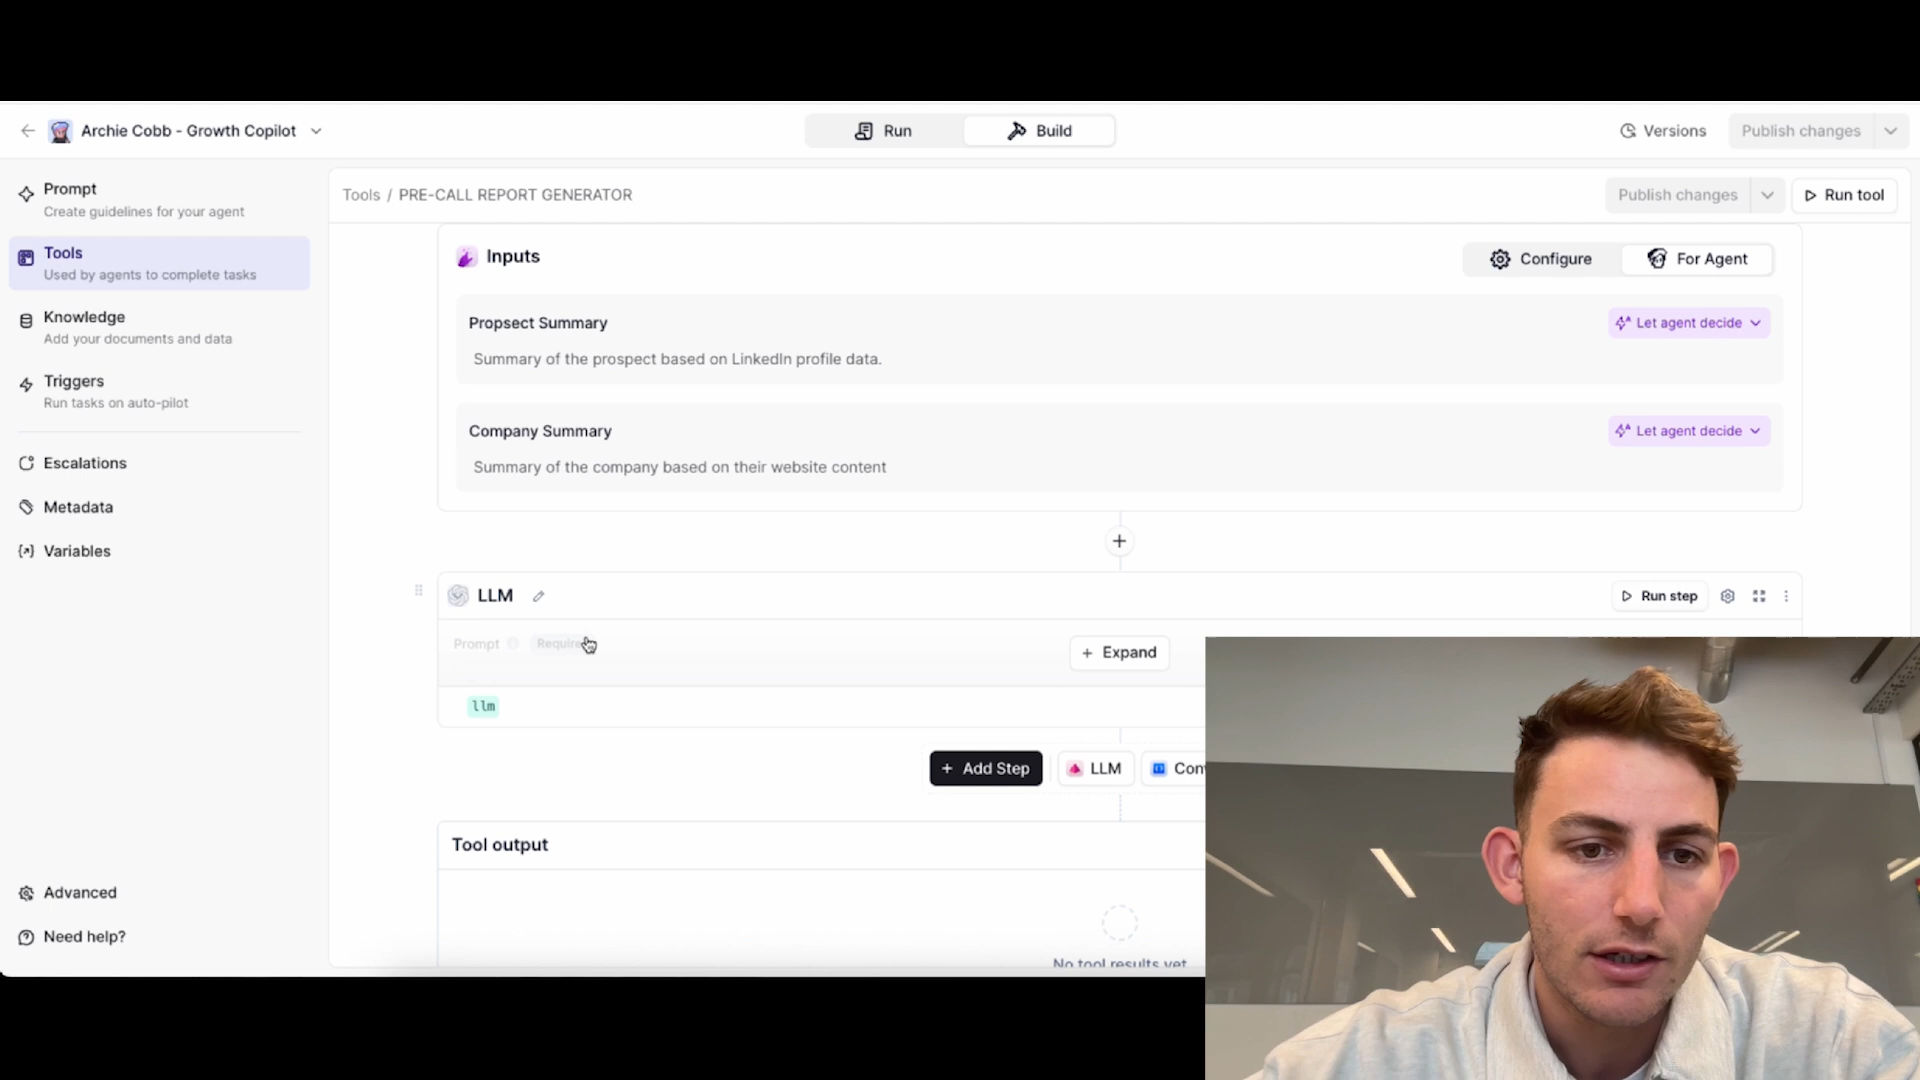 Archie Cobb - Growth Copilot
Run
Build
Versions
Publish changes
Prompt
Create guidelines for your agent
Tools
Used by agents to complete tasks
Knowledge
Add your documents and data
Triggers
Run tasks on auto-pilot
Escalations
Metadata
Variables
Advanced
Need help?
Tools / PRE-CALL REPORT GENERATOR
Publish changes
Run tool
Inputs
Configure
For Agent
Propsect Summary
Let agent decide
Summary of the prospect based on LinkedIn profile data.
Company Summary
Let agent decide
Summary of the company based on their website content
LLM
Run step
Prompt
+ Expand
llm
+ Add Step
LLM
Tool output
No tool results yet